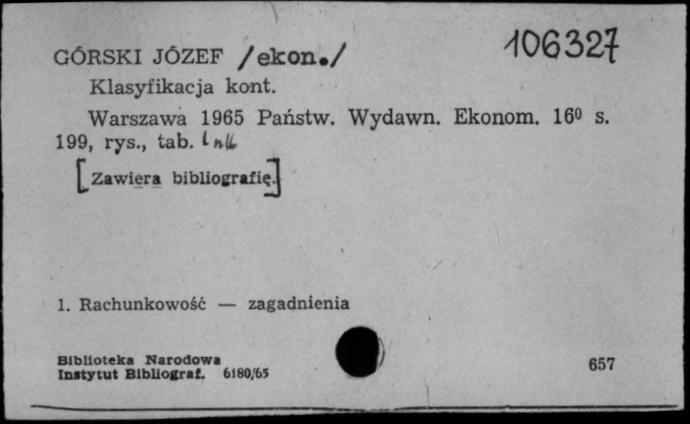 GÓRSKI JÓZEF /ekon./ 106327
Klasyfikacja kont.
Warszawa 1965 Państw. Wydawn. Ekonom. 16⁰ s.
199, rys., tab.
[Zawiera bibliografię.]
1. Rachunkowość — zagadnienia
Biblioteka Narodowa
Instytut Bibliograf. 6180/65
657